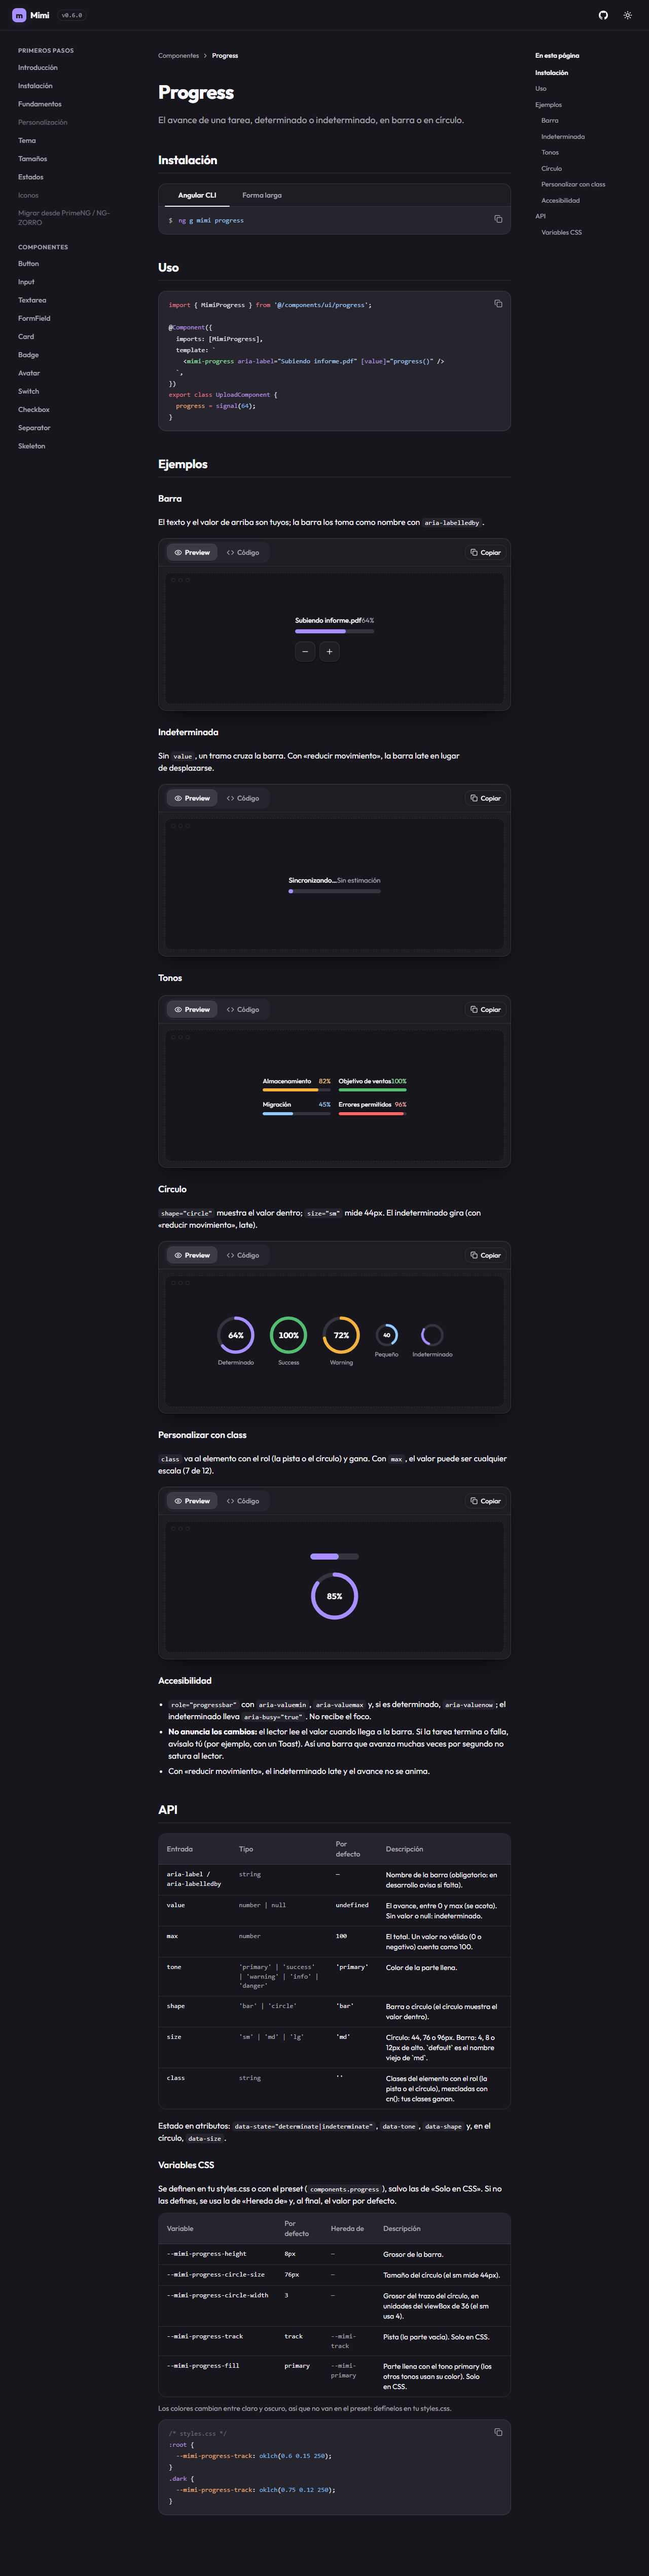 m Mimi v0.6.0
PRIMEROS PASOS
Introducción
Instalación
Fundamentos
Personalización
Tema
Tamaños
Estados
Iconos
Migrar desde PrimeNG / NG-
ZORRO
COMPONENTES
Button
Input
Textarea
FormField
Card
Badge
Avatar
Switch
Checkbox
Separator
Skeleton
Componentes > Progress
Progress
El avance de una tarea, determinado o indeterminado, en barra o en círculo.
Instalación
Angular CLI Forma larga
$ ng g mimi progress
Uso
import { MimiProgress } from '@/components/ui/progress';
@Component({
imports: [MimiProgress],
template: `
<mimi-progress aria-label="Subiendo informe.pdf" [value]="progress()" />
`,
})
export class UploadComponent {
progress = signal(64);
}
Ejemplos
Barra
El texto y el valor de arriba son tuyos; la barra los toma como nombre con aria-labelledby.
Preview Código Copiar
Subiendo informe.pdf64%
− +
Indeterminada
Sin value, un tramo cruza la barra. Con «reducir movimiento», la barra late en lugar
de desplazarse.
Preview Código Copiar
Sincronizando…Sin estimación
Tonos
Preview Código Copiar
Almacenamiento 82% Objetivo de ventas100%
Migración 45% Errores permitidos 96%
Círculo
shape="circle" muestra el valor dentro; size="sm" mide 44px. El indeterminado gira (con
«reducir movimiento», late).
Preview Código Copiar
64% 100% 72% 40
Determinado Success Warning Pequeño Indeterminado
Personalizar con class
class va al elemento con el rol (la pista o el círculo) y gana. Con max, el valor puede ser cualquier
escala (7 de 12).
Preview Código Copiar
85%
Accesibilidad
• role="progressbar" con aria-valuemin, aria-valuemax y, si es determinado, aria-valuenow; el
indeterminado lleva aria-busy="true". No recibe el foco.
• No anuncia los cambios: el lector lee el valor cuando llega a la barra. Si la tarea termina o falla,
avísalo tú (por ejemplo, con un Toast). Así una barra que avanza muchas veces por segundo no
satura al lector.
• Con «reducir movimiento», el indeterminado late y el avance no se anima.
API
Entrada Tipo Por defecto Descripción
aria-label / aria-labelledby string — Nombre de la barra (obligatorio: en desarrollo avisa si falta).
value number | null undefined El avance, entre 0 y max (se acota). Sin valor o null: indeterminado.
max number 100 El total. Un valor no válido (0 o negativo) cuenta como 100.
tone 'primary' | 'success' | 'warning' | 'info' | 'danger' 'primary' Color de la parte llena.
shape 'bar' | 'circle' 'bar' Barra o círculo (el círculo muestra el valor dentro).
size 'sm' | 'md' | 'lg' 'md' Círculo: 44, 76 o 96px. Barra: 4, 8 o 12px de alto. `default` es el nombre viejo de `md`.
class string '' Clases del elemento con el rol (la pista o el círculo), mezcladas con cn(): tus clases ganan.
Estado en atributos: data-state="determinate|indeterminate", data-tone, data-shape y, en el
círculo, data-size.
Variables CSS
Se definen en tu styles.css o con el preset (components.progress), salvo las de «Solo en CSS». Si no
las defines, se usa la de «Hereda de» y, al final, el valor por defecto.
Variable Por defecto Hereda de Descripción
--mimi-progress-height 8px — Grosor de la barra.
--mimi-progress-circle-size 76px — Tamaño del círculo (el sm mide 44px).
--mimi-progress-circle-width 3 — Grosor del trazo del círculo, en unidades del viewBox de 36 (el sm usa 4).
--mimi-progress-track track --mimi-track Pista (la parte vacía). Solo en CSS.
--mimi-progress-fill primary --mimi-primary Parte llena con el tono primary (los otros tonos usan su color). Solo en CSS.
Los colores cambian entre claro y oscuro, así que no van en el preset: defínelos en tu styles.css.
/* styles.css */
:root {
--mimi-progress-track: oklch(0.6 0.15 250);
}
.dark {
--mimi-progress-track: oklch(0.75 0.12 250);
}
En esta página
Instalación
Uso
Ejemplos
Barra
Indeterminada
Tonos
Círculo
Personalizar con class
Accesibilidad
API
Variables CSS